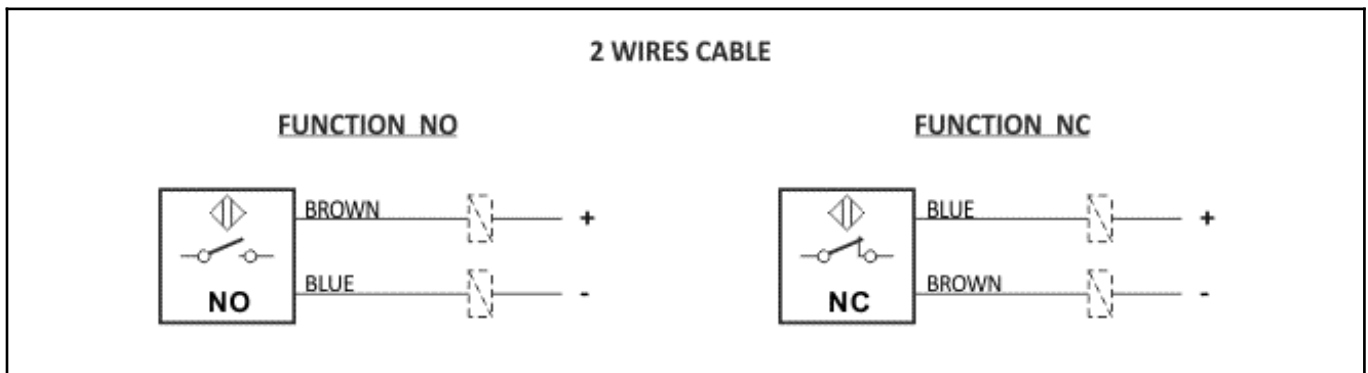 2 WIRES CABLE
FUNCTION NO
BROWN
+
BLUE
-
NO
FUNCTION NC
BLUE
+
BROWN
-
NC